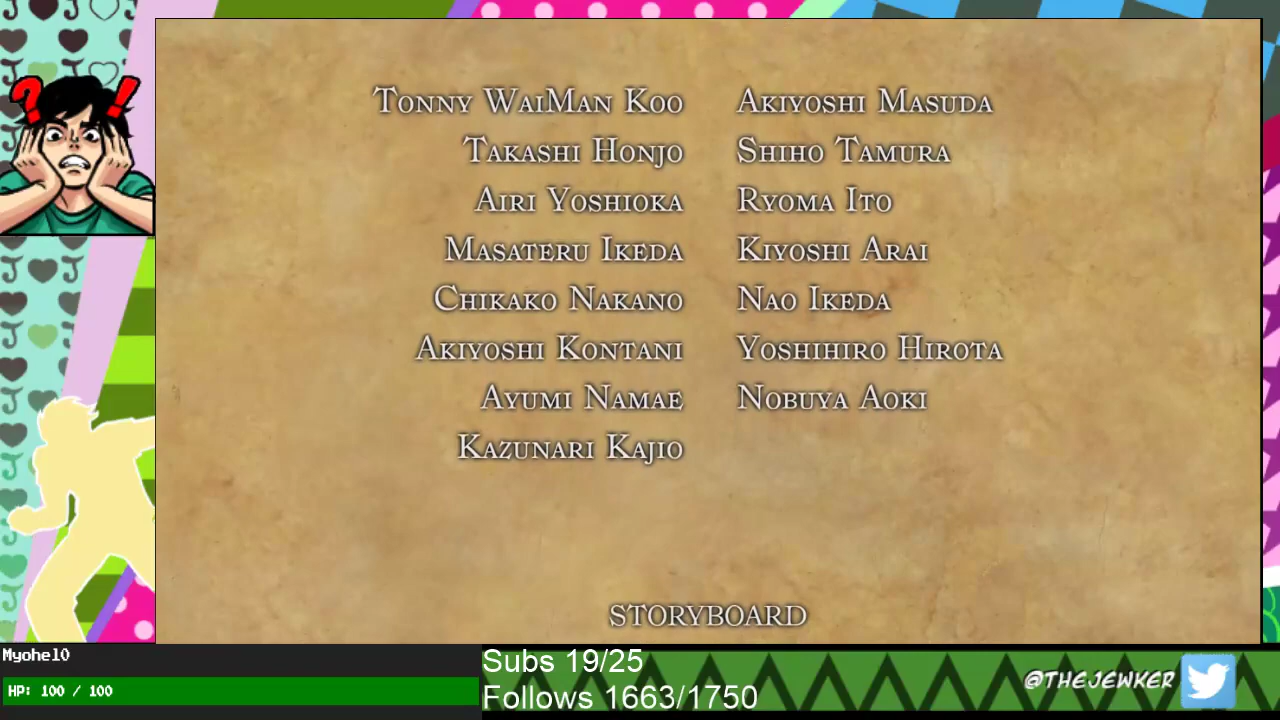 Tonny WaiMan Koo Akiyoshi Masuda
Takashi Honjo Shiho Tamura
Airi Yoshioka Ryoma Ito
Masateru Ikeda Kiyoshi Arai
Chikako Nakano Nao Ikeda
Akiyoshi Kontani Yoshihiro Hirota
Ayumi Namae Nobuya Aoki
Kazunari Kajio
STORYBOARD
Myohel0
HP: 100 / 100
Subs 19/25
Follows 1663/1750
@THEJEWKER